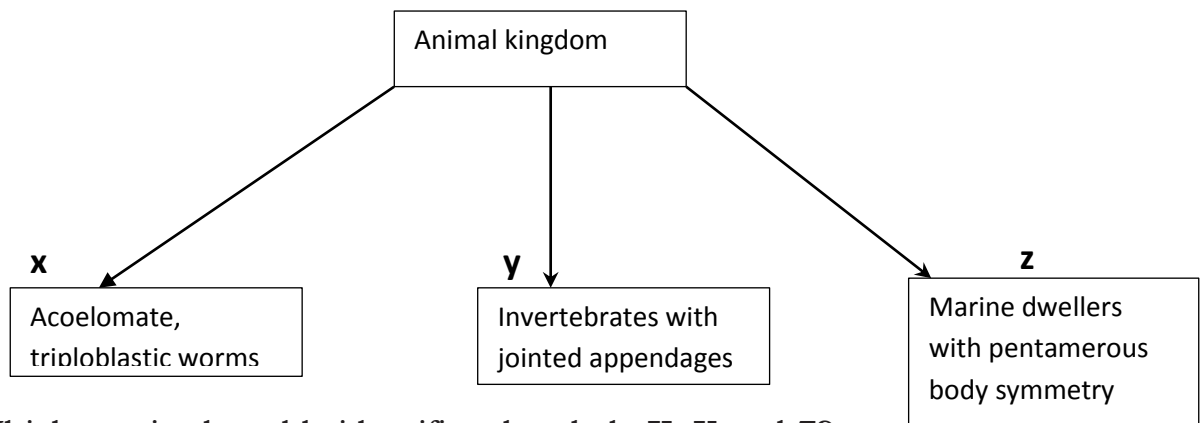 Animal kingdom
x
y
z
Acoelomate,
triploblastic worms
Invertebrates with
jointed appendages
Marine dwellers
with pentamerous
body symmetry